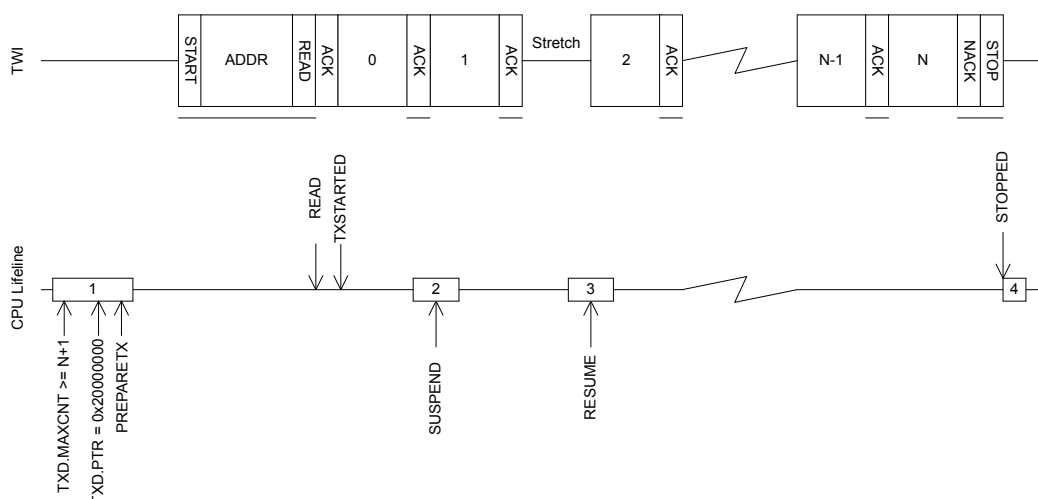 TWI
START
ADDR
READ
ACK
0
ACK
1
ACK
Stretch
2
ACK
N-1
ACK
N
NACK
STOP
CPU Lifeline
READ
TXSTARTED
STOPPED
1
2
3
4
TXD.MAXCNT >= N+1
TXD.PTR = 0x20000000
PREPARETX
SUSPEND
RESUME